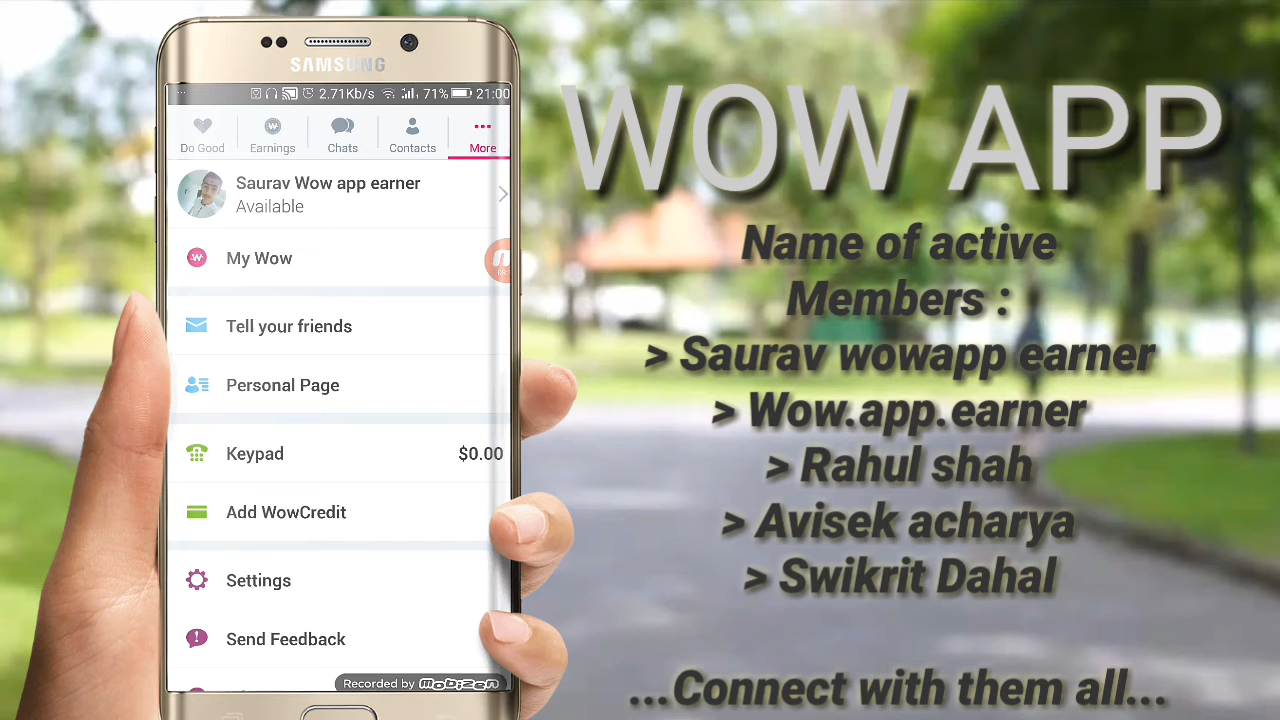 SAMSUNG
2.71Kb/s 71% 21:00
Do Good Earnings Chats Contacts More
Saurav Wow app earner
Available
My Wow
Tell your friends
Personal Page
Keypad $0.00
Add WowCredit
Settings
Send Feedback
Recorded by Mobizen
WOW APP
Name of active
Members :
> Saurav wowapp earner
> Wow.app.earner
> Rahul shah
> Avisek acharya
> Swikrit Dahal
...Connect with them all...